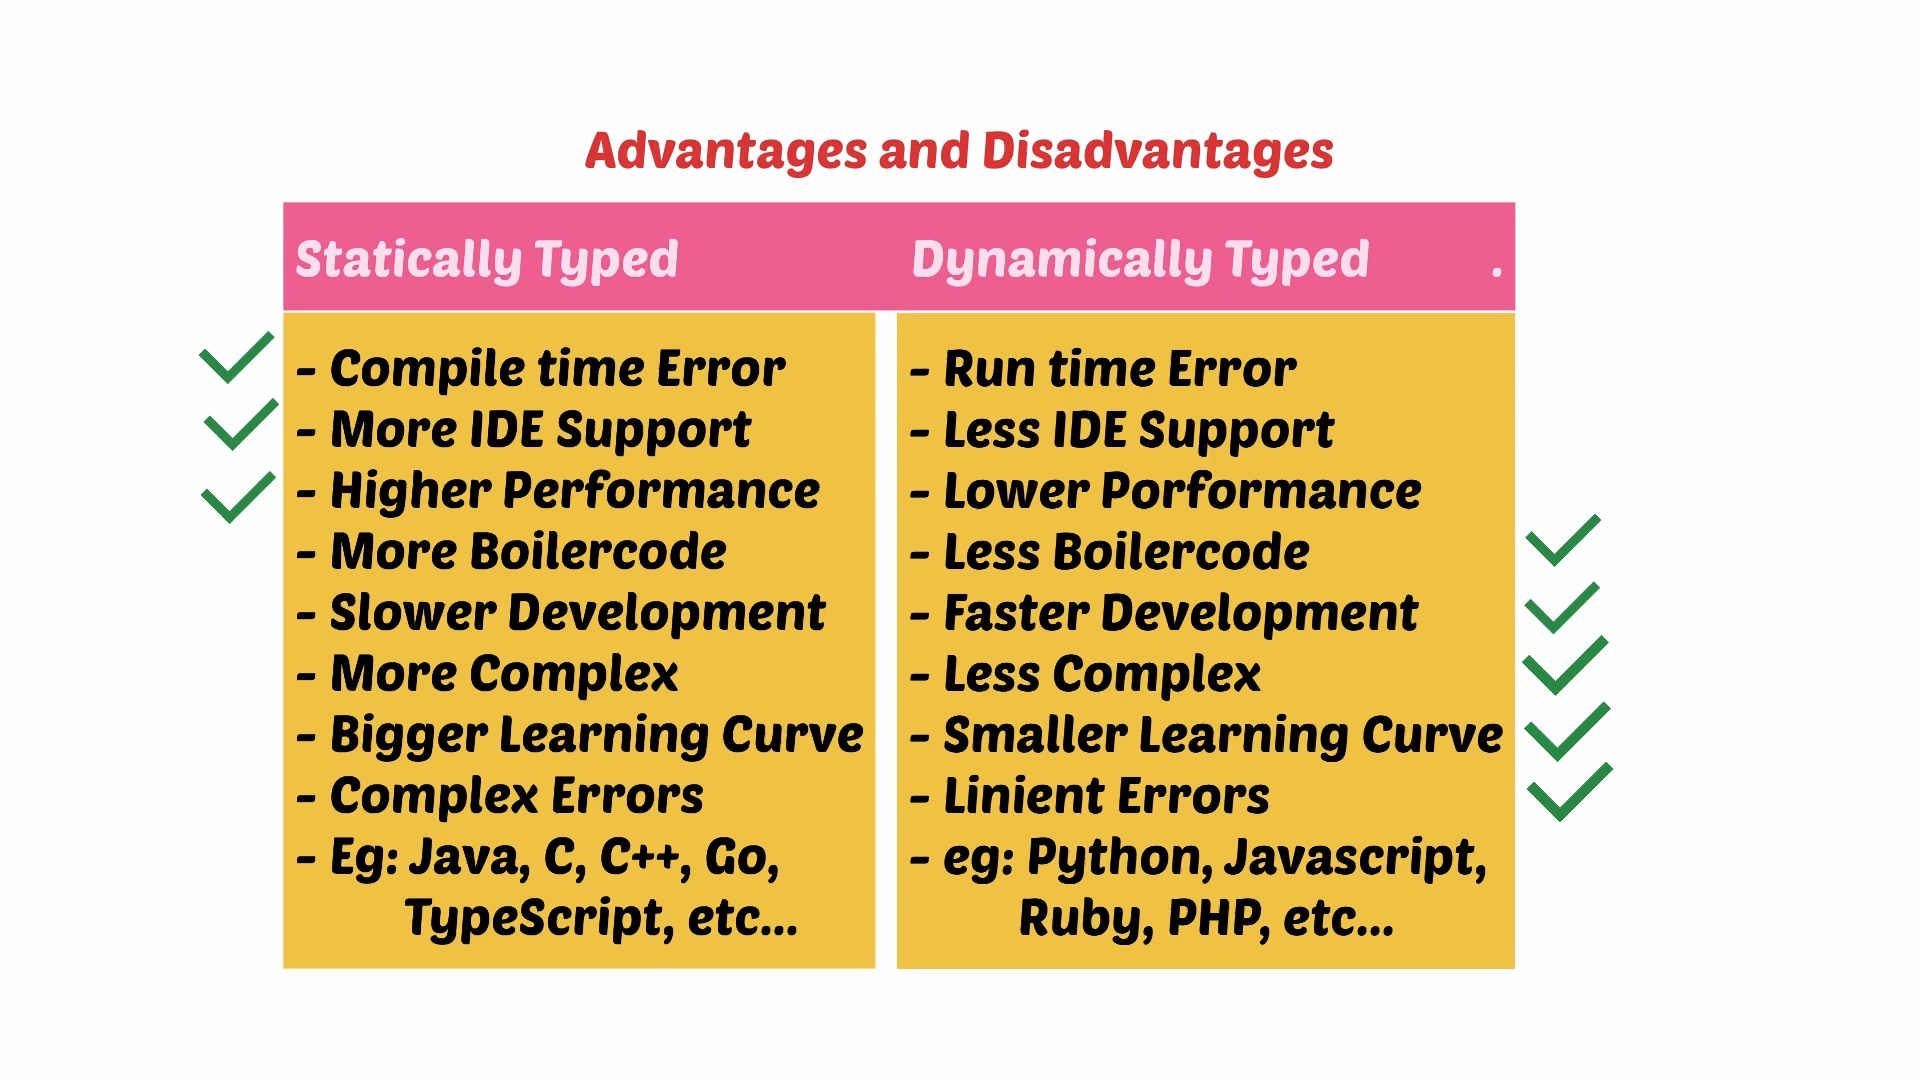 Advantages and Disadvantages
Statically Typed
Dynamically Typed .
- Compile time Error
- More IDE Support
- Higher Performance
- More Boilercode
- Slower Development
- More Complex
- Bigger Learning Curve
- Complex Errors
- Eg: Java, C, C++, Go,
TypeScript, etc...
- Run time Error
- Less IDE Support
- Lower Porformance
- Less Boilercode
- Faster Development
- Less Complex
- Smaller Learning Curve
- Linient Errors
- eg: Python, Javascript,
Ruby, PHP, etc...